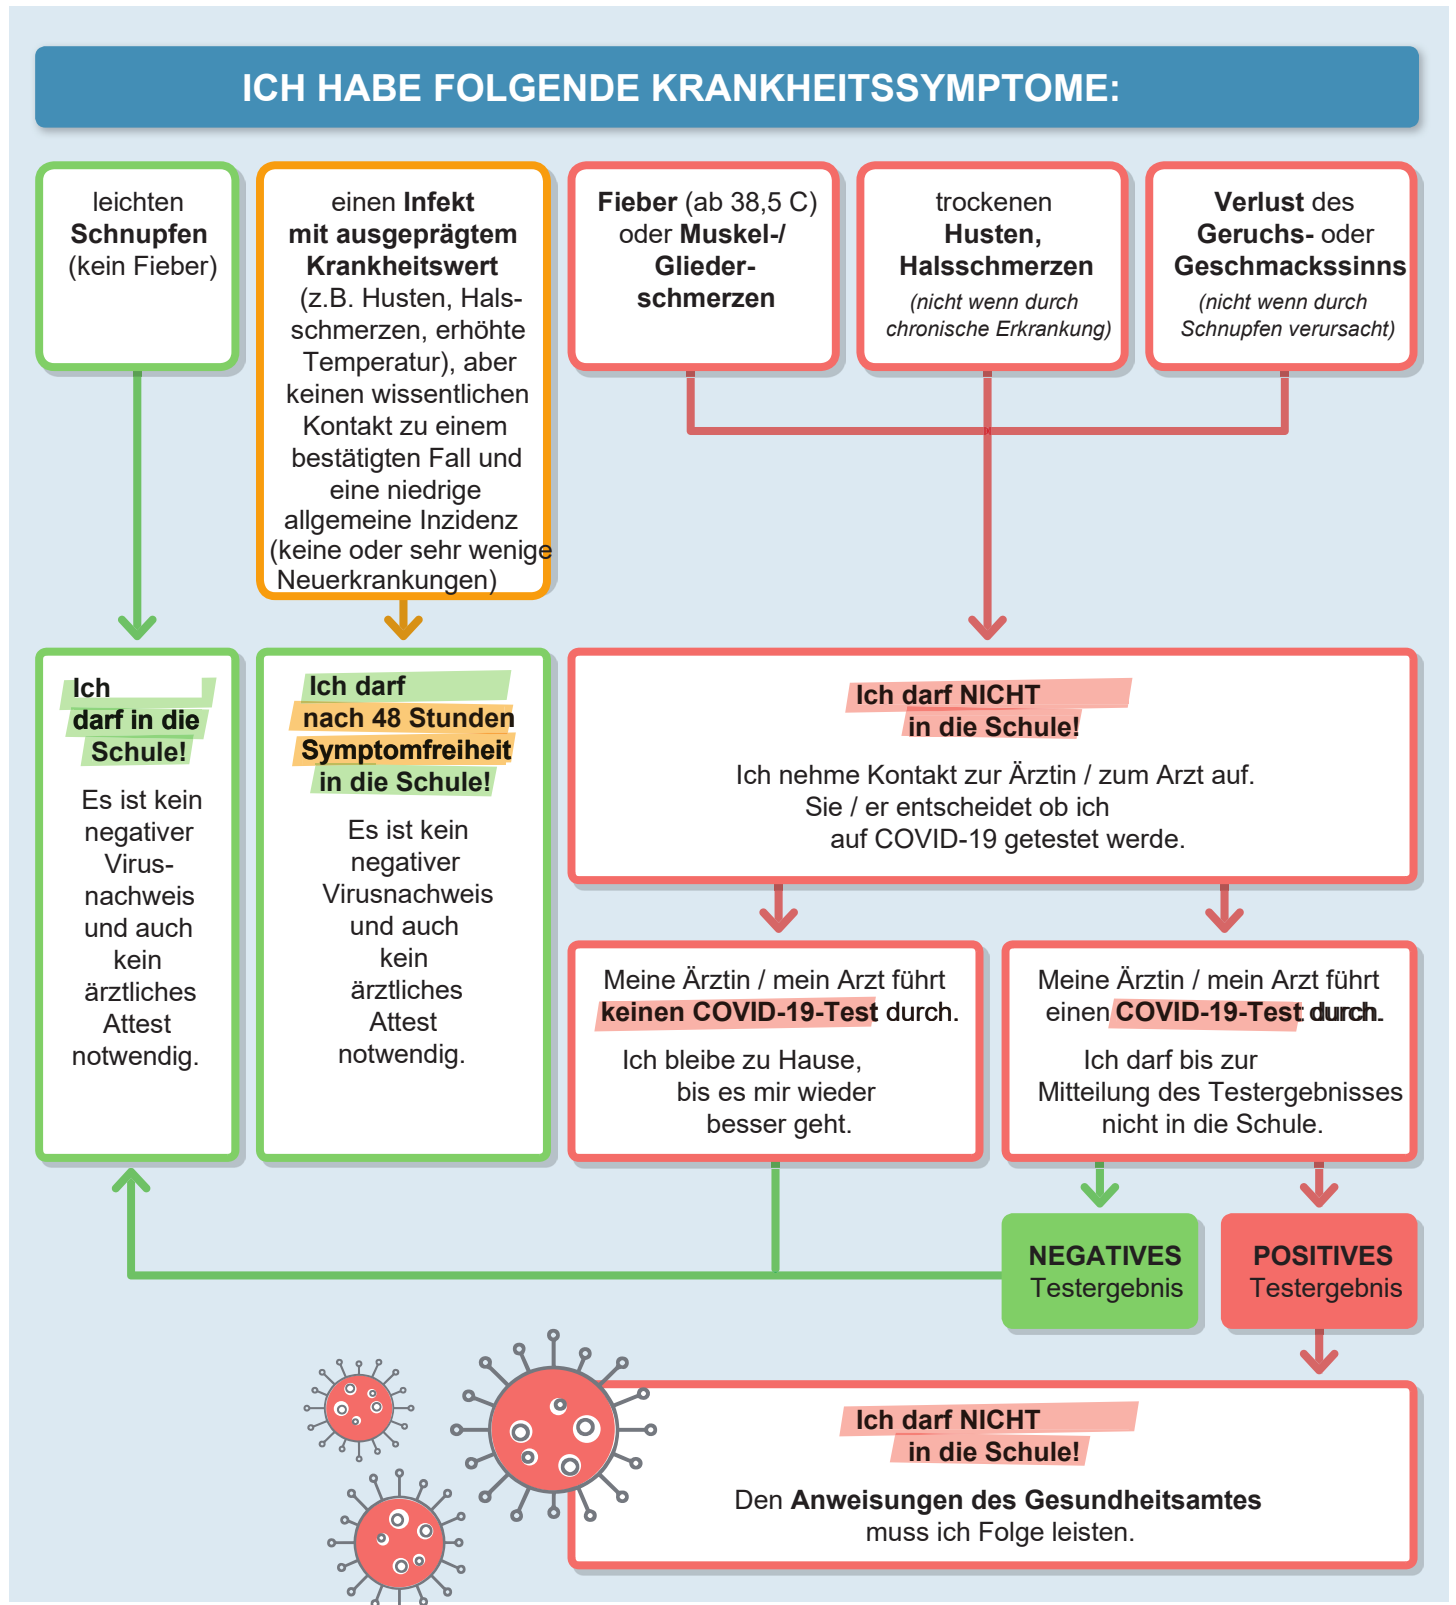 ICH HABE FOLGENDE KRANKHEITSSYMPTOME:
leichten
Schnupfen
(kein Fieber)
einen Infekt
mit ausgeprägtem
Krankheitswert
(z.B. Husten, Hals-
schmerzen, erhöhte
Temperatur), aber
keinen wissentlichen
Kontakt zu einem
bestätigten Fall und
eine niedrige
allgemeine Inzidenz
(keine oder sehr wenige
Neuerkrankungen)
Fieber (ab 38,5 C)
oder Muskel-/
Glieder-
schmerzen
trockenen
Husten,
Halsschmerzen
(nicht wenn durch
chronische Erkrankung)
Verlust des
Geruchs- oder
Geschmackssinns
(nicht wenn durch
Schnupfen verursacht)
Ich
darf in die
Schule!
Es ist kein
negativer
Virus-
nachweis
und auch
kein
ärztliches
Attest
notwendig.
Ich darf
nach 48 Stunden
Symptomfreiheit
in die Schule!
Es ist kein
negativer
Virusnachweis
und auch
kein
ärztliches
Attest
notwendig.
Ich darf NICHT
in die Schule!
Ich nehme Kontakt zur Ärztin / zum Arzt auf.
Sie / er entscheidet ob ich
auf COVID-19 getestet werde.
Meine Ärztin / mein Arzt führt
keinen COVID-19-Test durch.
Ich bleibe zu Hause,
bis es mir wieder
besser geht.
Meine Ärztin / mein Arzt führt
einen COVID-19-Test durch.
Ich darf bis zur
Mitteilung des Testergebnisses
nicht in die Schule.
NEGATIVES
Testergebnis
POSITIVES
Testergebnis
Ich darf NICHT
in die Schule!
Den Anweisungen des Gesundheitsamtes
muss ich Folge leisten.